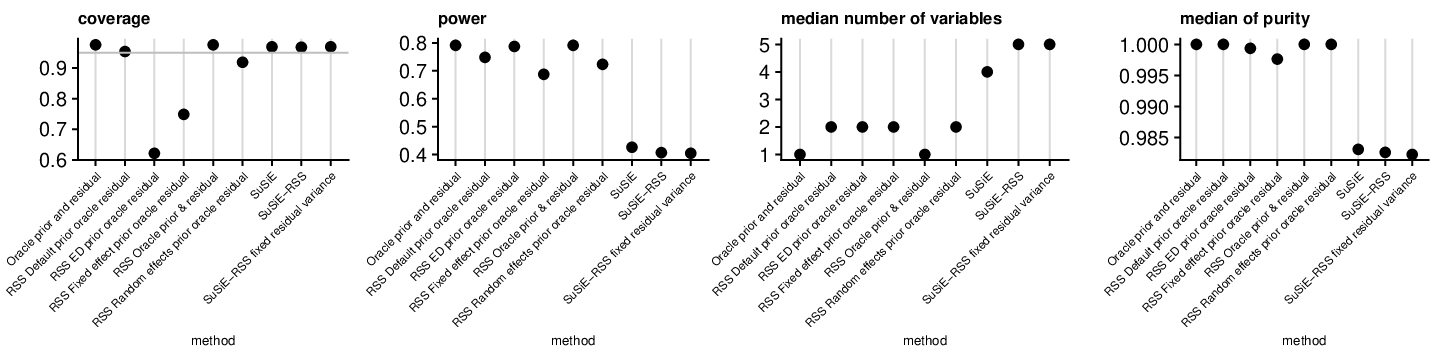 coverage
0.9
0.8
0.7
0.6
Oracle prior and residual
RSS Default prior oracle residual
RSS ED prior oracle residual
RSS Fixed effect prior oracle residual
RSS Oracle prior & residual
RSS Random effects prior oracle residual
SuSiE
SuSiE−RSS
SuSiE−RSS fixed residual variance
method
power
0.8
0.7
0.6
0.5
0.4
Oracle prior and residual
RSS Default prior oracle residual
RSS ED prior oracle residual
RSS Fixed effect prior oracle residual
RSS Oracle prior & residual
RSS Random effects prior oracle residual
SuSiE
SuSiE−RSS
SuSiE−RSS fixed residual variance
method
median number of variables
5
4
3
2
1
Oracle prior and residual
RSS Default prior oracle residual
RSS ED prior oracle residual
RSS Fixed effect prior oracle residual
RSS Oracle prior & residual
RSS Random effects prior oracle residual
SuSiE
SuSiE−RSS
SuSiE−RSS fixed residual variance
method
median of purity
1.000
0.995
0.990
0.985
Oracle prior and residual
RSS Default prior oracle residual
RSS ED prior oracle residual
RSS Fixed effect prior oracle residual
RSS Oracle prior & residual
RSS Random effects prior oracle residual
SuSiE
SuSiE−RSS
SuSiE−RSS fixed residual variance
method